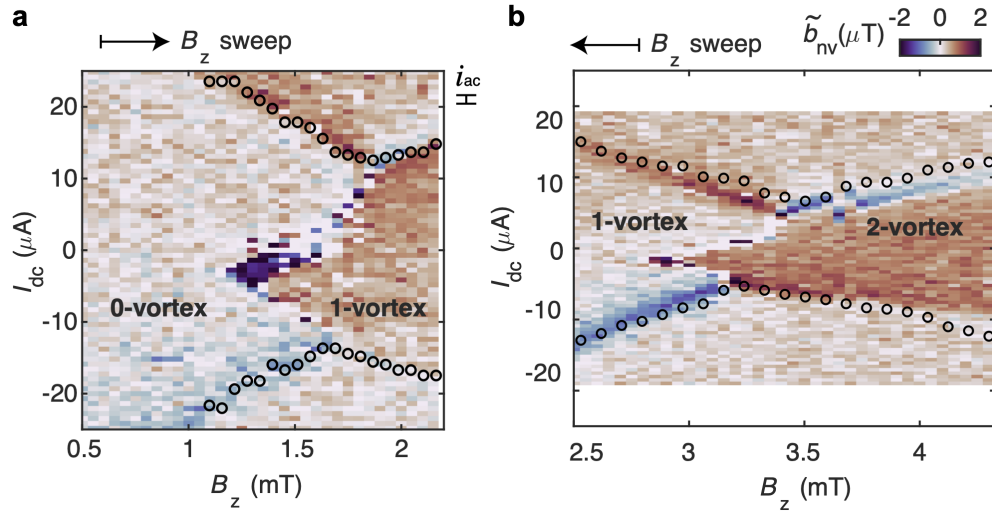 a
b
B_z sweep
B_z sweep
b̃_nv (μT)
-2 0 2
i_ac
20
10
0
-10
-20
I_dc (μA)
0-vortex
1-vortex
0.5 1 1.5 2
B_z (mT)
20
10
0
-10
-20
I_dc (μA)
1-vortex
2-vortex
2.5 3 3.5 4
B_z (mT)